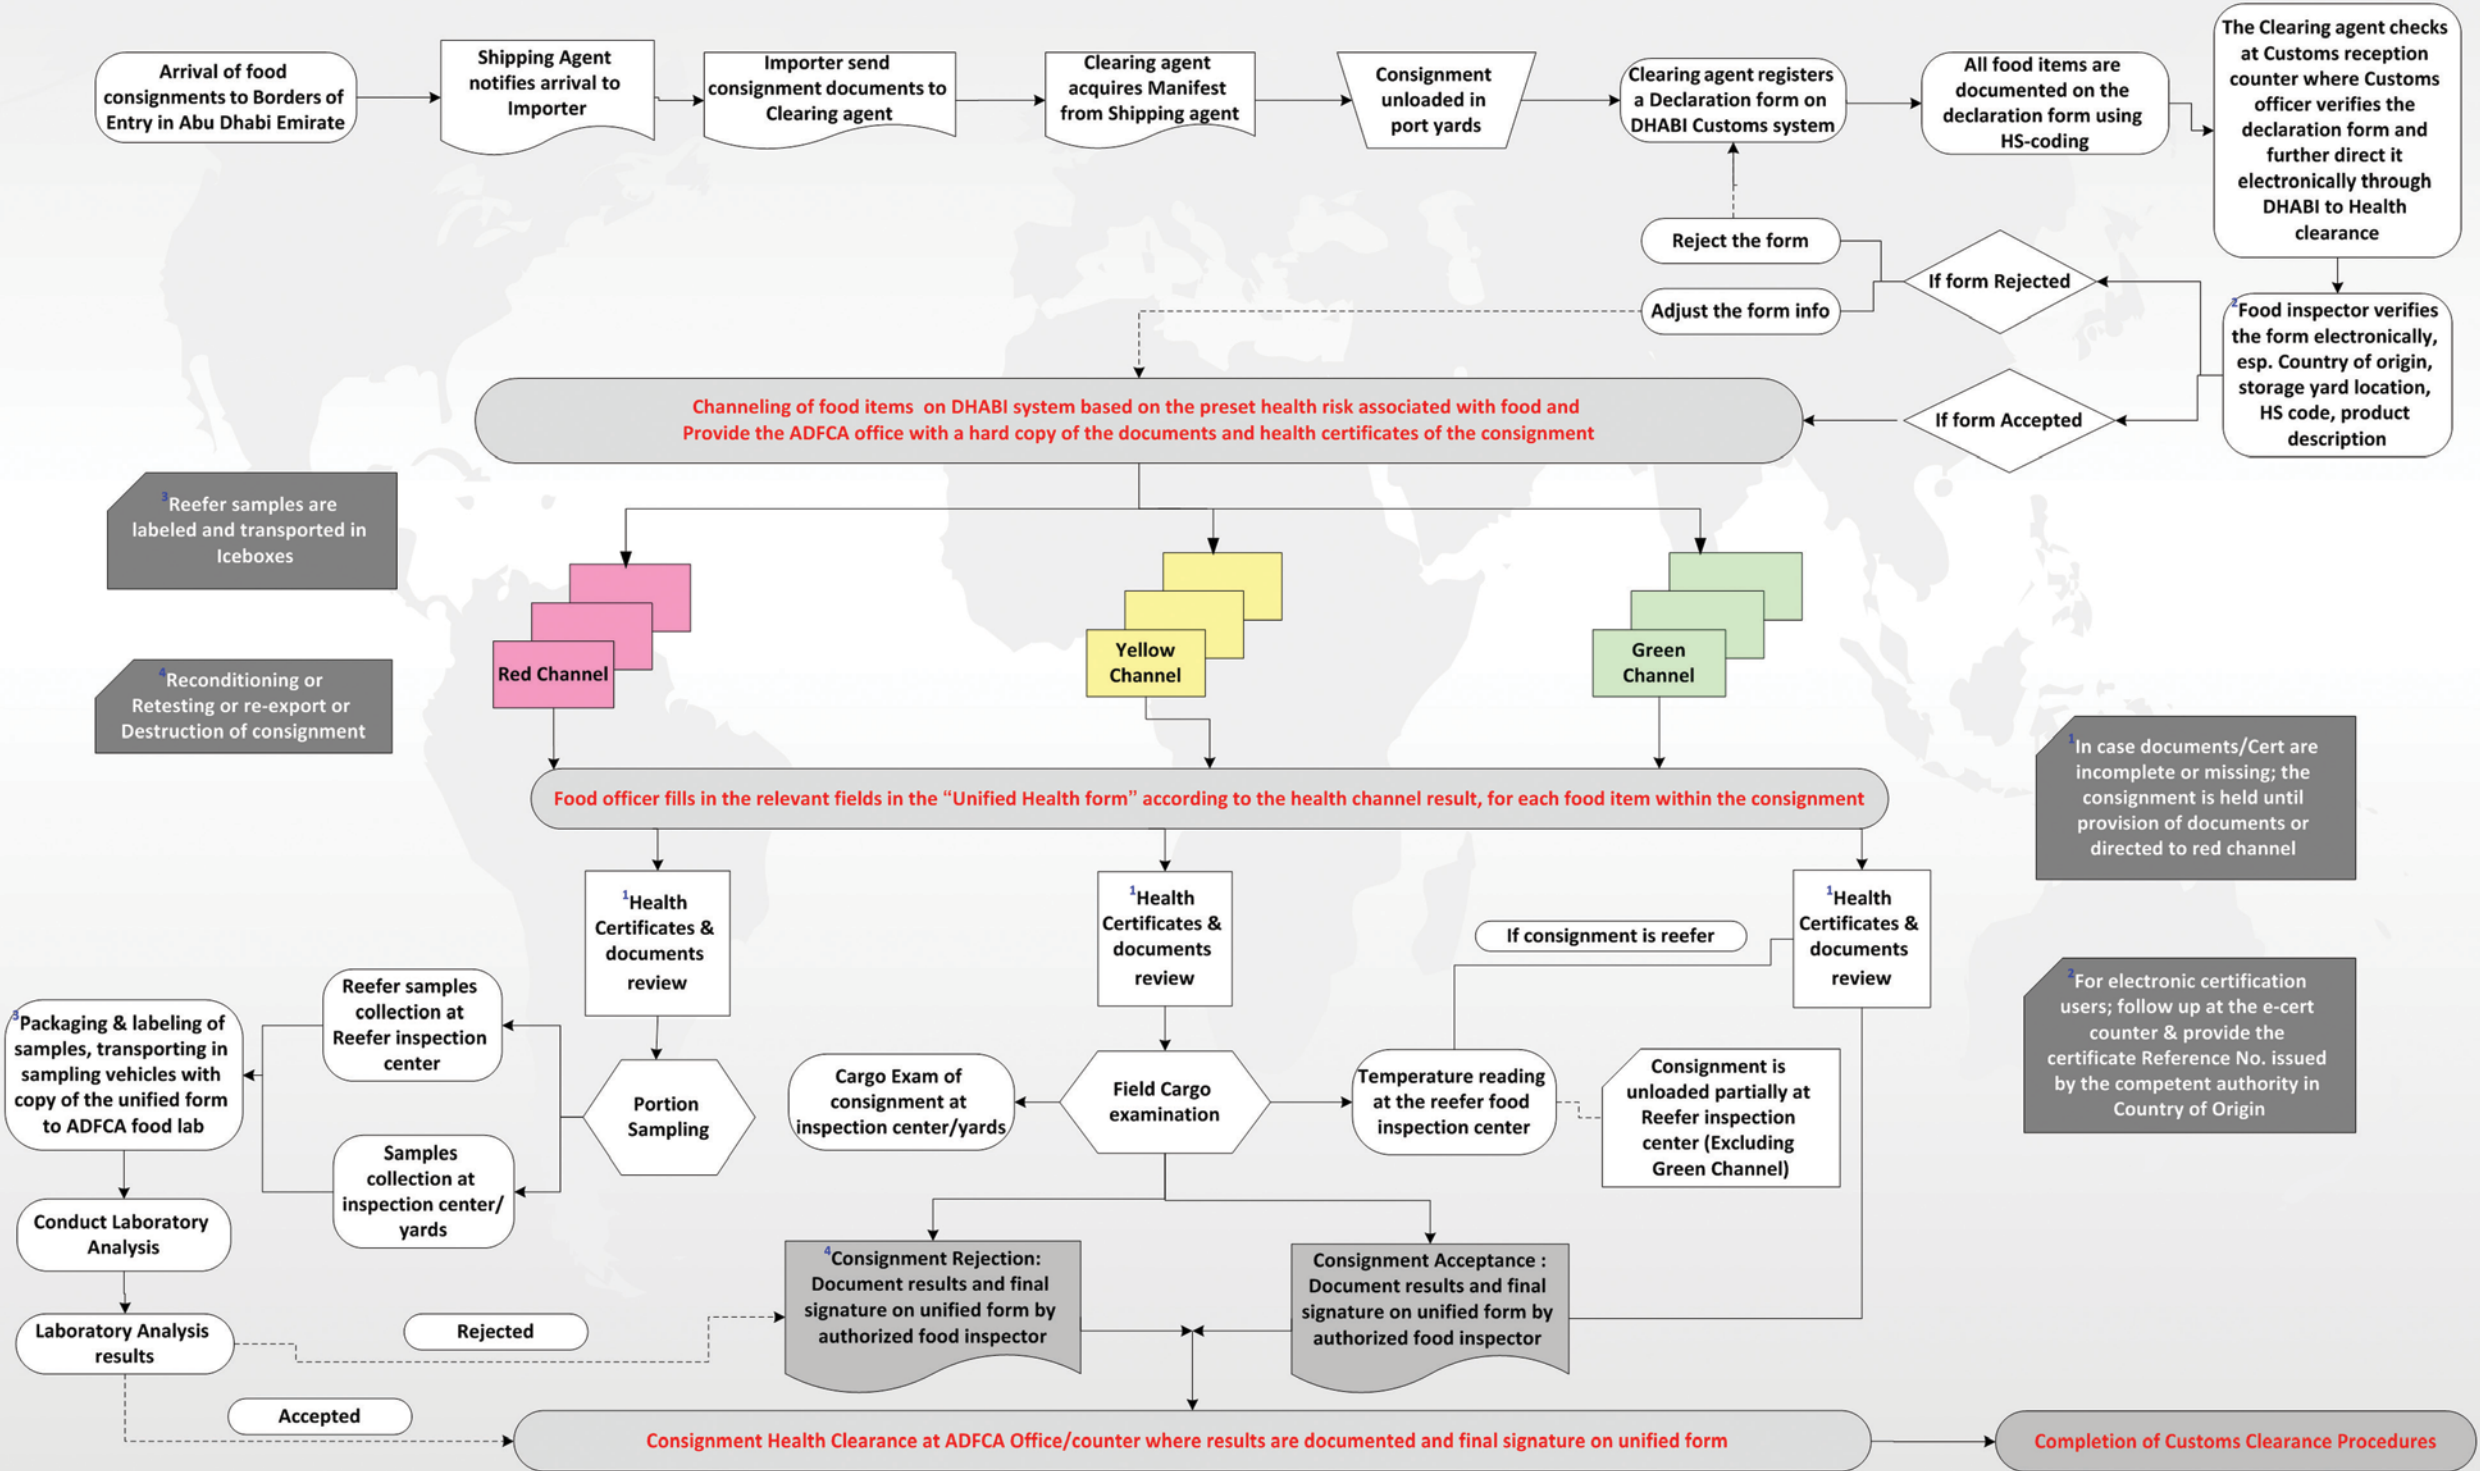 Arrival of food
consignments to Borders of
Entry in Abu Dhabi Emirate
Shipping Agent
notifies arrival to
Importer
Importer send
consignment documents to
Clearing agent
Clearing agent
acquires Manifest
from Shipping agent
Consignment
unloaded in
port yards
Clearing agent registers
a Declaration form on
DHABI Customs system
All food items are
documented on the
declaration form using
HS-coding
The Clearing agent checks
at Customs reception
counter where Customs
officer verifies the
declaration form and
further direct it
electronically through
DHABI to Health
clearance
Reject the form
If form Rejected
Adjust the form info
2Food inspector verifies
the form electronically,
esp. Country of origin,
storage yard location,
HS code, product
description
If form Accepted
Channeling of food items on DHABI system based on the preset health risk associated with food and
Provide the ADFCA office with a hard copy of the documents and health certificates of the consignment
3Reefer samples are
labeled and transported in
Iceboxes
4Reconditioning or
Retesting or re-export or
Destruction of consignment
Red Channel
Yellow
Channel
Green
Channel
1In case documents/Cert are
incomplete or missing; the
consignment is held until
provision of documents or
directed to red channel
Food officer fills in the relevant fields in the “Unified Health form” according to the health channel result, for each food item within the consignment
1Health
Certificates &
documents
review
1Health
Certificates &
documents
review
If consignment is reefer
1Health
Certificates &
documents
review
2For electronic certification
users; follow up at the e-cert
counter & provide the
certificate Reference No. issued
by the competent authority in
Country of Origin
Reefer samples
collection at
Reefer inspection
center
3Packaging & labeling of
samples, transporting in
sampling vehicles with
copy of the unified form
to ADFCA food lab
Portion
Sampling
Samples
collection at
inspection center/
yards
Cargo Exam of
consignment at
inspection center/yards
Field Cargo
examination
Temperature reading
at the reefer food
inspection center
Consignment is
unloaded partially at
Reefer inspection
center (Excluding
Green Channel)
Conduct Laboratory
Analysis
Laboratory Analysis
results
Rejected
Accepted
4Consignment Rejection:
Document results and final
signature on unified form by
authorized food inspector
Consignment Acceptance :
Document results and final
signature on unified form by
authorized food inspector
Consignment Health Clearance at ADFCA Office/counter where results are documented and final signature on unified form
Completion of Customs Clearance Procedures